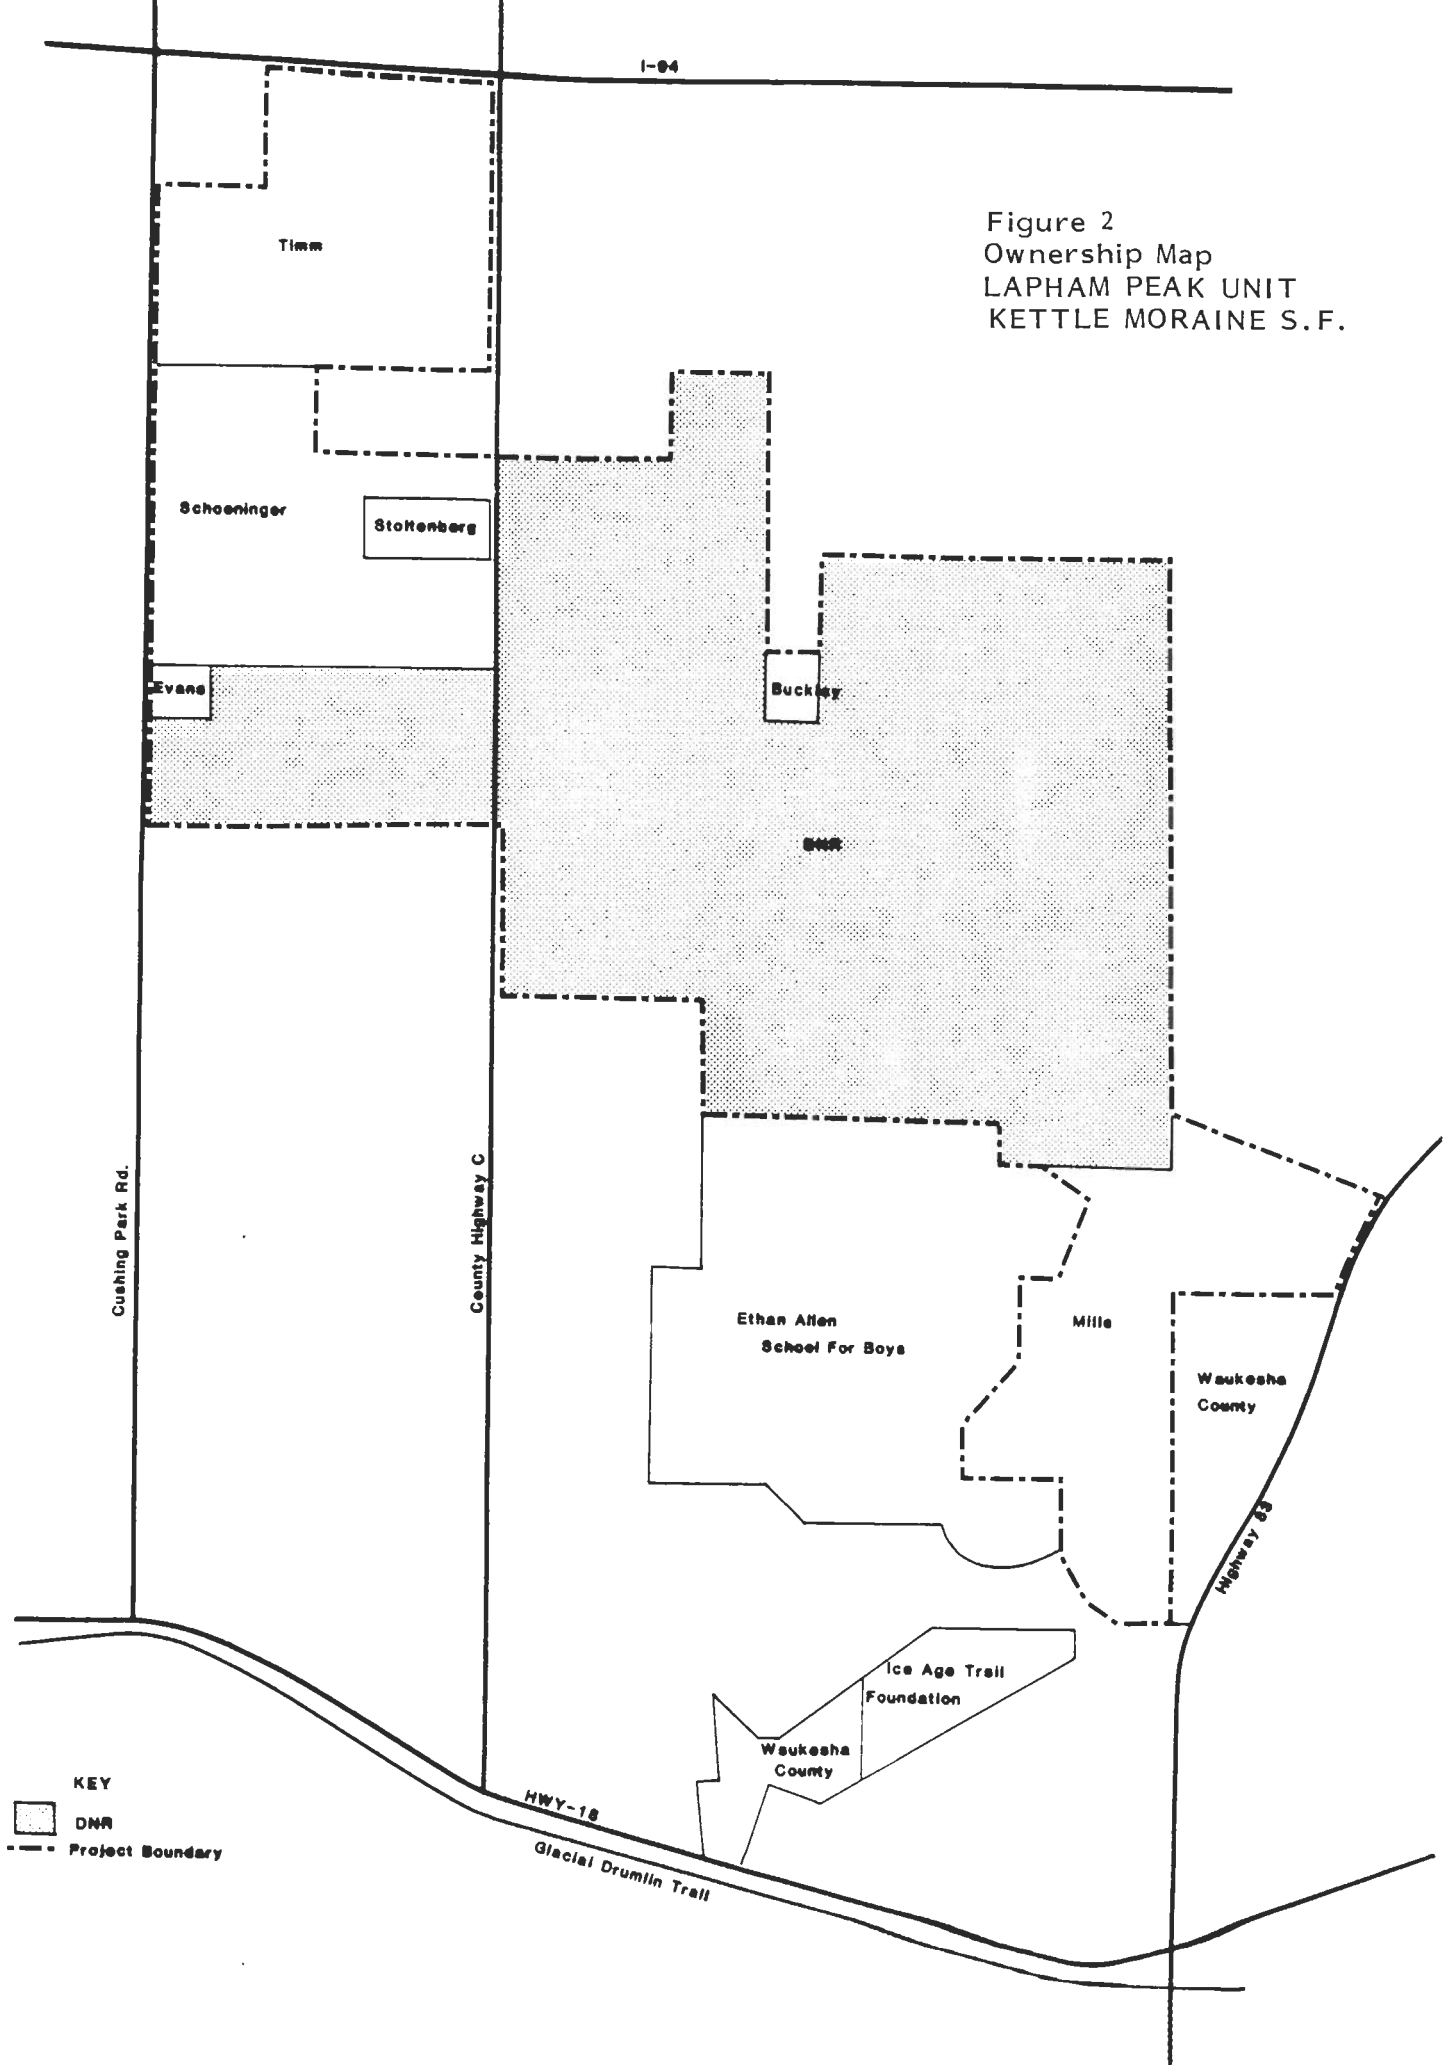 I-94
Figure 2
Ownership Map
LAPHAM PEAK UNIT
KETTLE MORAINE S.F.
Timm
Schoeninger
Stoltenberg
Evans
Buckley
DNR
Cushing Park Rd.
County Highway C
Ethan Allen
School For Boys
Mills
Waukesha
County
Highway 83
Ice Age Trail
Foundation
Waukesha
County
HWY-18
Glacial Drumlin Trail
KEY
DNR
Project Boundary